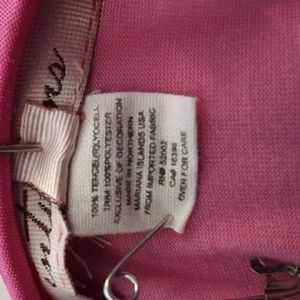 100% TENCEL(R)LYOCELL
TRIM 100%POLYESTER
EXCLUSIVE OF DECORATION
MADE IN NORTHERN
MARIANA ISLANDS USA
FROM IMPORTED FABRIC
RN# 52002
CA# 16396
OVER FOR CARE